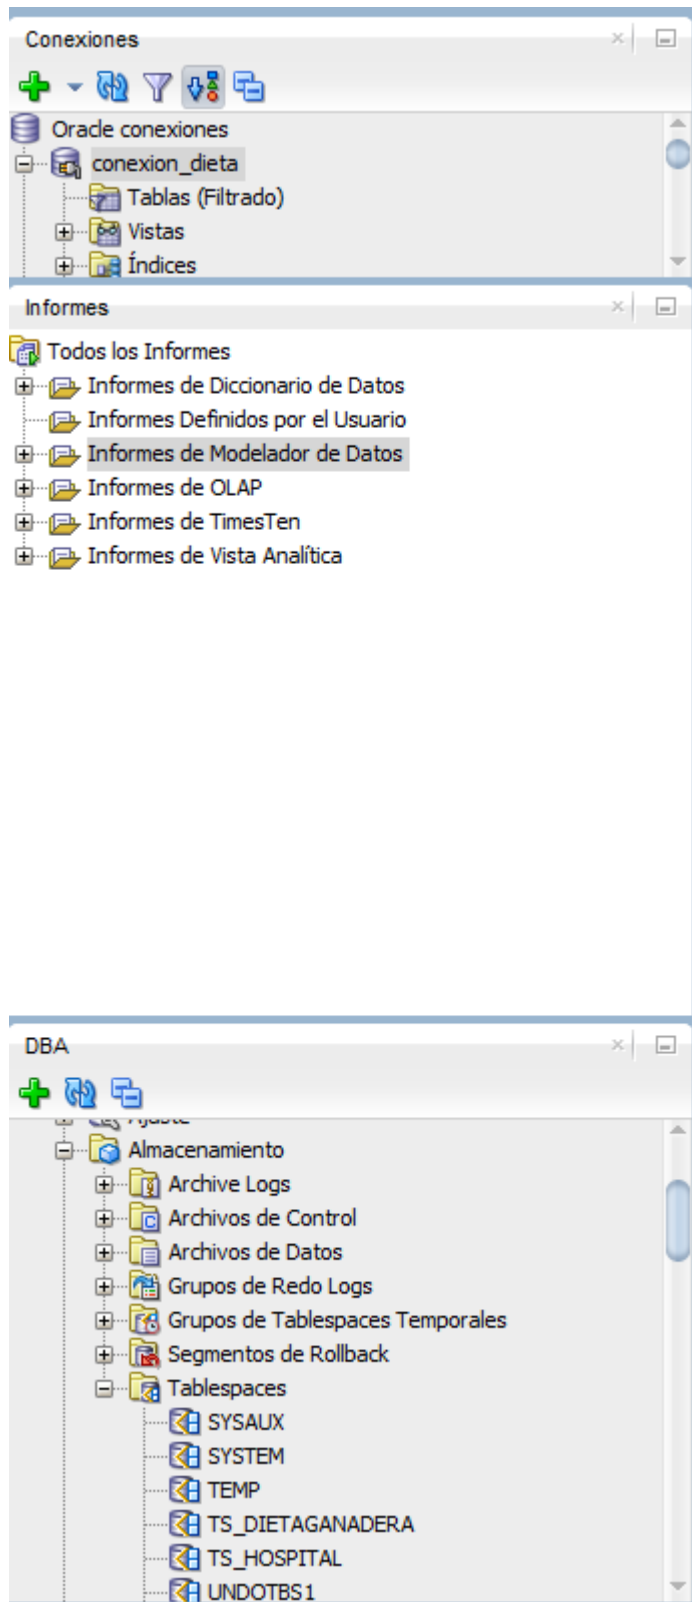 Conexiones
Oracle conexiones
conexion_dieta
Tablas (Filtrado)
Vistas
Índices
Informes
Todos los Informes
Informes de Diccionario de Datos
Informes Definidos por el Usuario
Informes de Modelador de Datos
Informes de OLAP
Informes de TimesTen
Informes de Vista Analítica
DBA
Ajuste
Almacenamiento
Archive Logs
Archivos de Control
Archivos de Datos
Grupos de Redo Logs
Grupos de Tablespaces Temporales
Segmentos de Rollback
Tablespaces
SYSAUX
SYSTEM
TEMP
TS_DIETAGANADERA
TS_HOSPITAL
UNDOTBS1